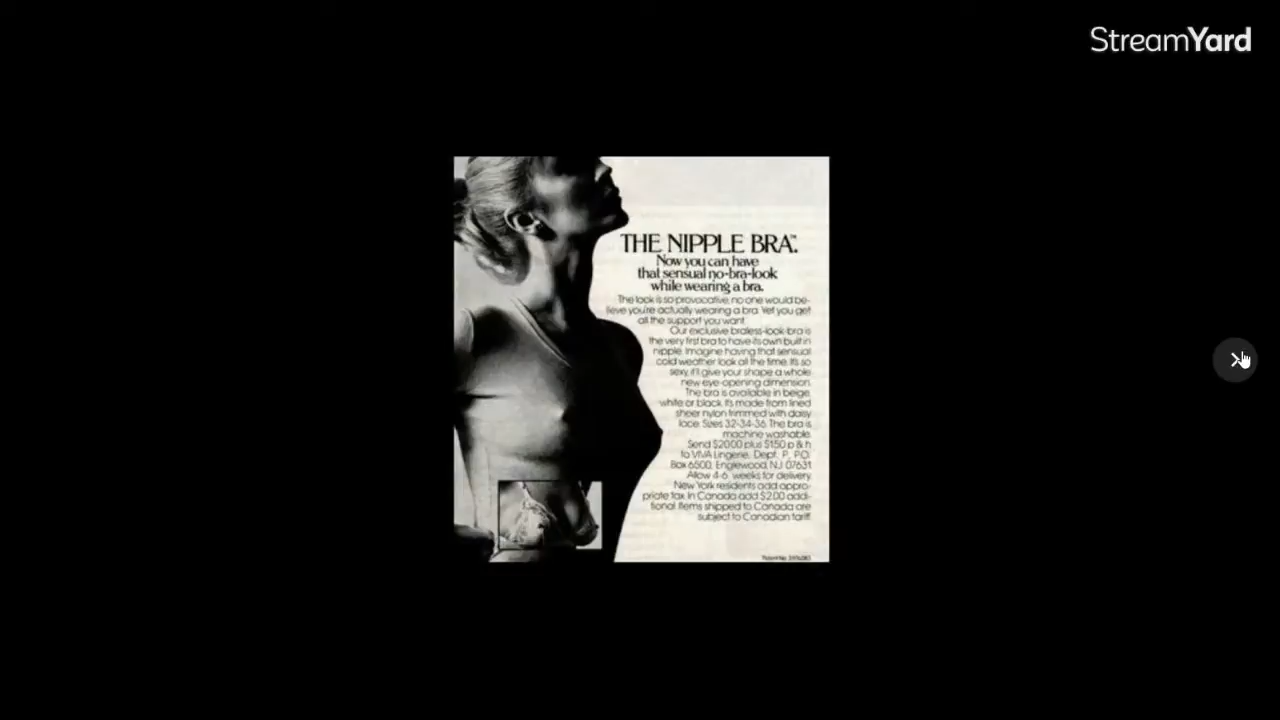 StreamYard
THE NIPPLE BRA™.
Now you can have
that sensual no-bra-look
while wearing a bra.
The look is so provocative, no one would be-
lieve you're actually wearing a bra. Yet you get
all the support you want.
Our exclusive braless-look-bra is
the very first bra to have its own built in
nipple. Imagine having that sensual
cold weather look all the time. It's so
sexy, it'll give your shape a whole
new eye-opening dimension.
The bra is available in beige,
white or black. It's made from lined
sheer nylon trimmed with daisy
lace. Sizes 32-34-36. The bra is
machine washable.
Send $20.00 plus $1.50 p & h
to VIVA Lingerie, Dept. P., P.O.
Box 6500, Englewood, N.J. 07631
Allow 4-6 weeks for delivery.
New York residents add appro-
priate tax. In Canada add $2.00 addi-
tional. Items shipped to Canada are
subject to Canadian tariff.